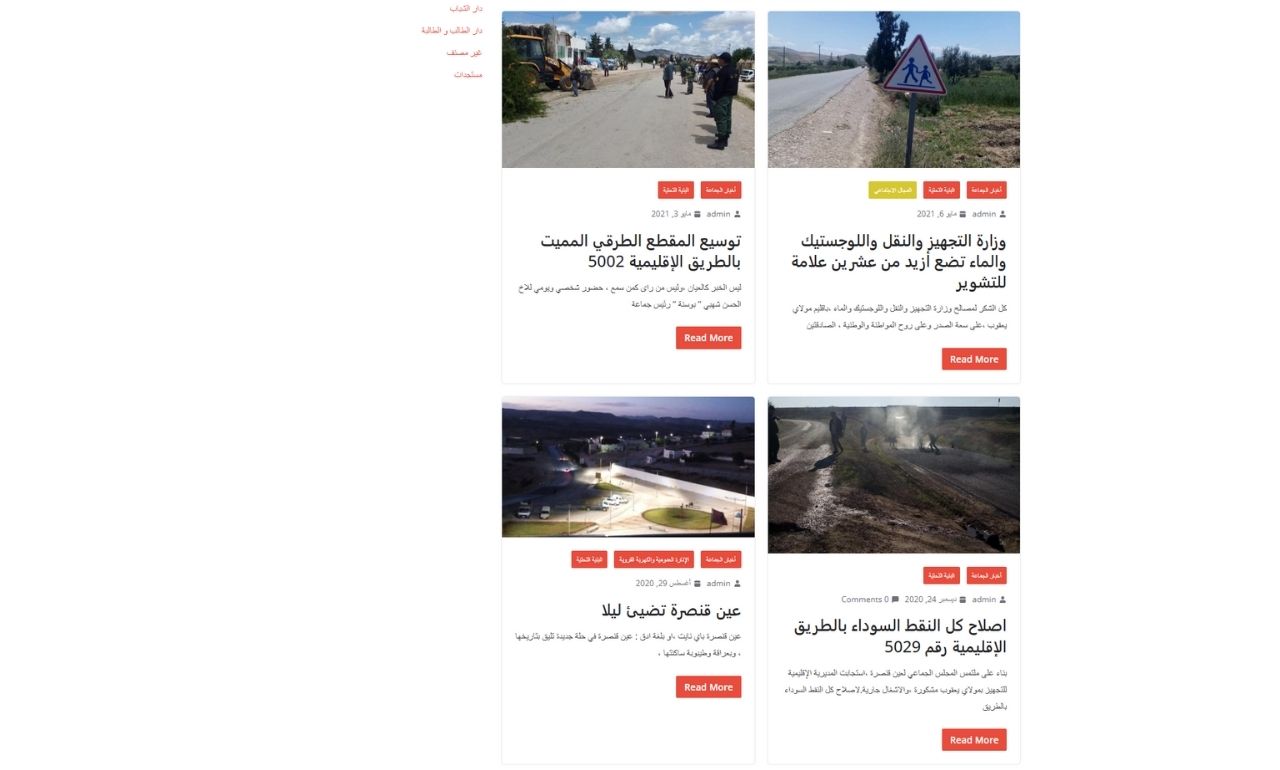 أخبار الجماعة
البنية التحتية
المجال الاجتماعي
admin
مايو 6, 2021
وزارة التجهيز والنقل واللوجستيك
والماء تضع أزيد من عشرين علامة
للتشوير
كل الشكر لمصالح وزارة التجهيز والنقل واللوجستيك والماء ،باقليم مولاي
يعقوب ،على سعة الصدر وعلى روح المواطنة والوطنية ، الصادقتين
Read More
أخبار الجماعة
البنية التحتية
admin
مايو 3, 2021
توسيع المقطع الطرقي المميت
بالطريق الإقليمية 5002
ليس الخبر كالعيان ،وليس من راى كمن سمع ، حضور شخصي ويومي للاخ
الحسن شهبي " بوسنة " رئيس جماعة
Read More
دار الشباب
دار الطالب و الطالبة
غير مصنف
مستجدات
أخبار الجماعة
البنية التحتية
admin
ديسمبر 24, 2020
0 Comments
اصلاح كل النقط السوداء بالطريق
الإقليمية رقم 5029
بناء على ملتمس المجلس الجماعي لعين قنصرة ،استجابت المديرية الإقليمية
للتجهيز بمولاي يعقوب مشكورة ،والاشغال جارية.لاصلاح كل النقط السوداء
بالطريق
Read More
أخبار الجماعة
الإنارة العمومية والكهربة القروية
البنية التحتية
admin
أغسطس 29, 2020
عين قنصرة تضيئ ليلا
عين قنصرة باي نايت ،او بلغة ادق : عين قنصرة في حلة جديدة تليق بتاريخها
، وبعراقة وطيبوبة ساكنتها ،
Read More